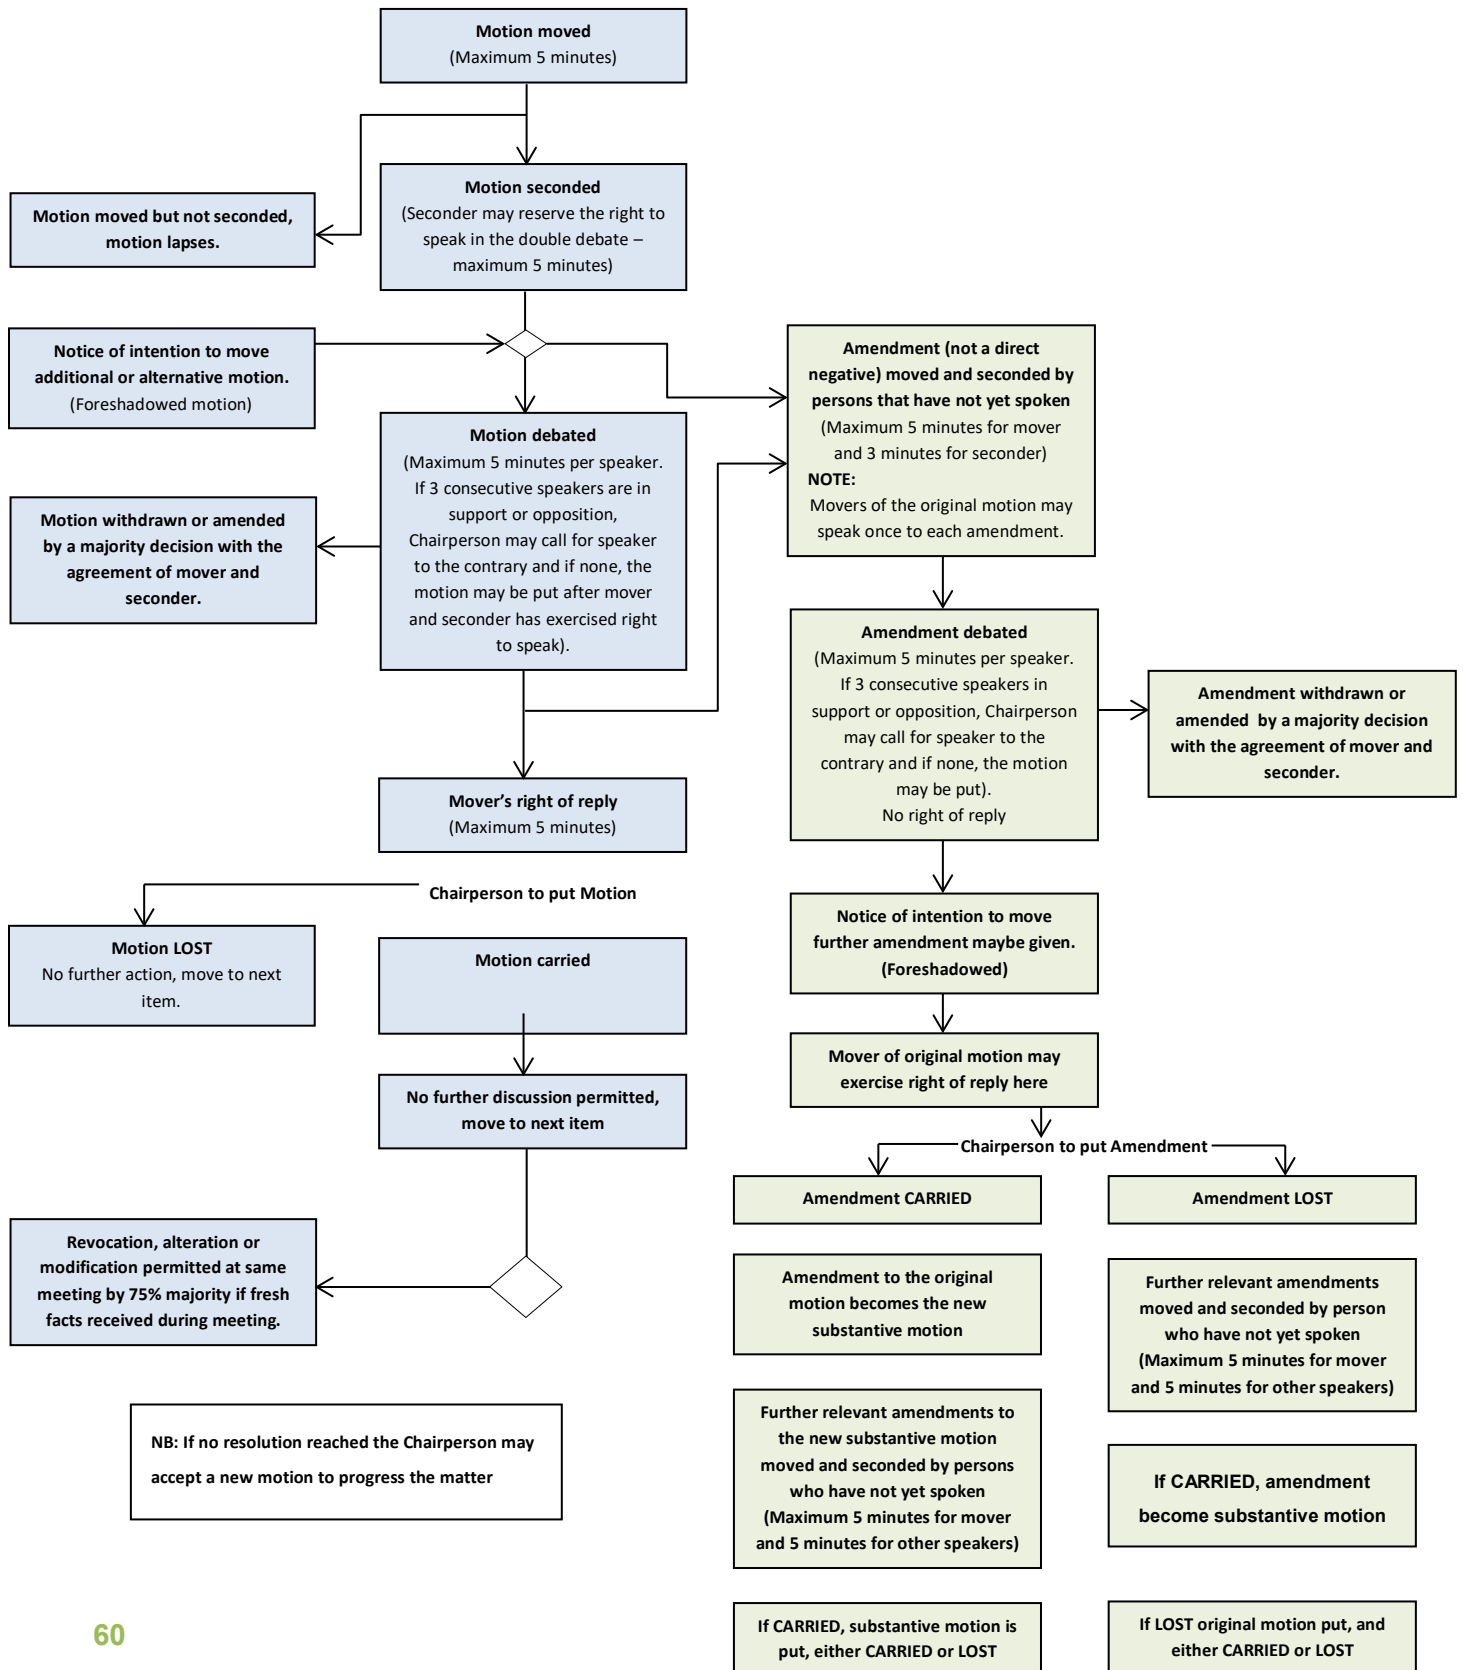 Motion moved
(Maximum 5 minutes)
Motion seconded
(Seconder may reserve the right to
speak in the double debate –
maximum 5 minutes)
Motion moved but not seconded,
motion lapses.
Notice of intention to move
additional or alternative motion.
(Foreshadowed motion)
Motion debated
(Maximum 5 minutes per speaker.
If 3 consecutive speakers are in
support or opposition,
Chairperson may call for speaker
to the contrary and if none, the
motion may be put after mover
and seconder has exercised right
to speak).
Motion withdrawn or amended
by a majority decision with the
agreement of mover and
seconder.
Mover’s right of reply
(Maximum 5 minutes)
Chairperson to put Motion
Motion LOST
No further action, move to next
item.
Motion carried
No further discussion permitted,
move to next item
Revocation, alteration or
modification permitted at same
meeting by 75% majority if fresh
facts received during meeting.
NB: If no resolution reached the Chairperson may
accept a new motion to progress the matter
Amendment (not a direct
negative) moved and seconded by
persons that have not yet spoken
(Maximum 5 minutes for mover
and 3 minutes for seconder)
NOTE:
Movers of the original motion may
speak once to each amendment.
Amendment debated
(Maximum 5 minutes per speaker.
If 3 consecutive speakers in
support or opposition, Chairperson
may call for speaker to the
contrary and if none, the motion
may be put).
No right of reply
Amendment withdrawn or
amended by a majority decision
with the agreement of mover and
seconder.
Notice of intention to move
further amendment maybe given.
(Foreshadowed)
Mover of original motion may
exercise right of reply here
Chairperson to put Amendment
Amendment CARRIED
Amendment to the original
motion becomes the new
substantive motion
Further relevant amendments to
the new substantive motion
moved and seconded by persons
who have not yet spoken
(Maximum 5 minutes for mover
and 5 minutes for other speakers)
If CARRIED, substantive motion is
put, either CARRIED or LOST
Amendment LOST
Further relevant amendments
moved and seconded by person
who have not yet spoken
(Maximum 5 minutes for mover
and 5 minutes for other speakers)
If CARRIED, amendment
become substantive motion
If LOST original motion put, and
either CARRIED or LOST
60